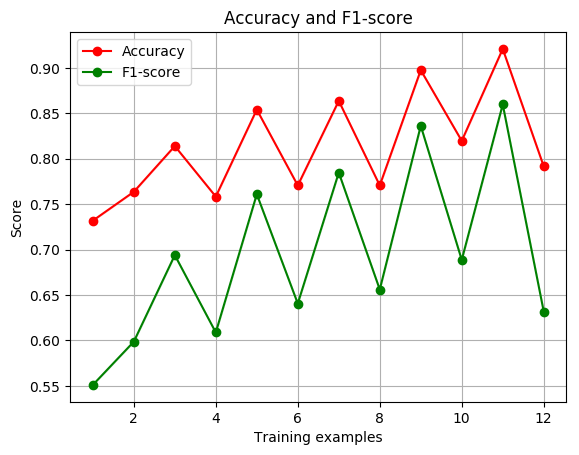 Accuracy and F1-score
Accuracy
F1-score
0.90
0.85
0.80
0.75
0.70
0.65
0.60
0.55
Score
2 4 6 8 10 12
Training examples